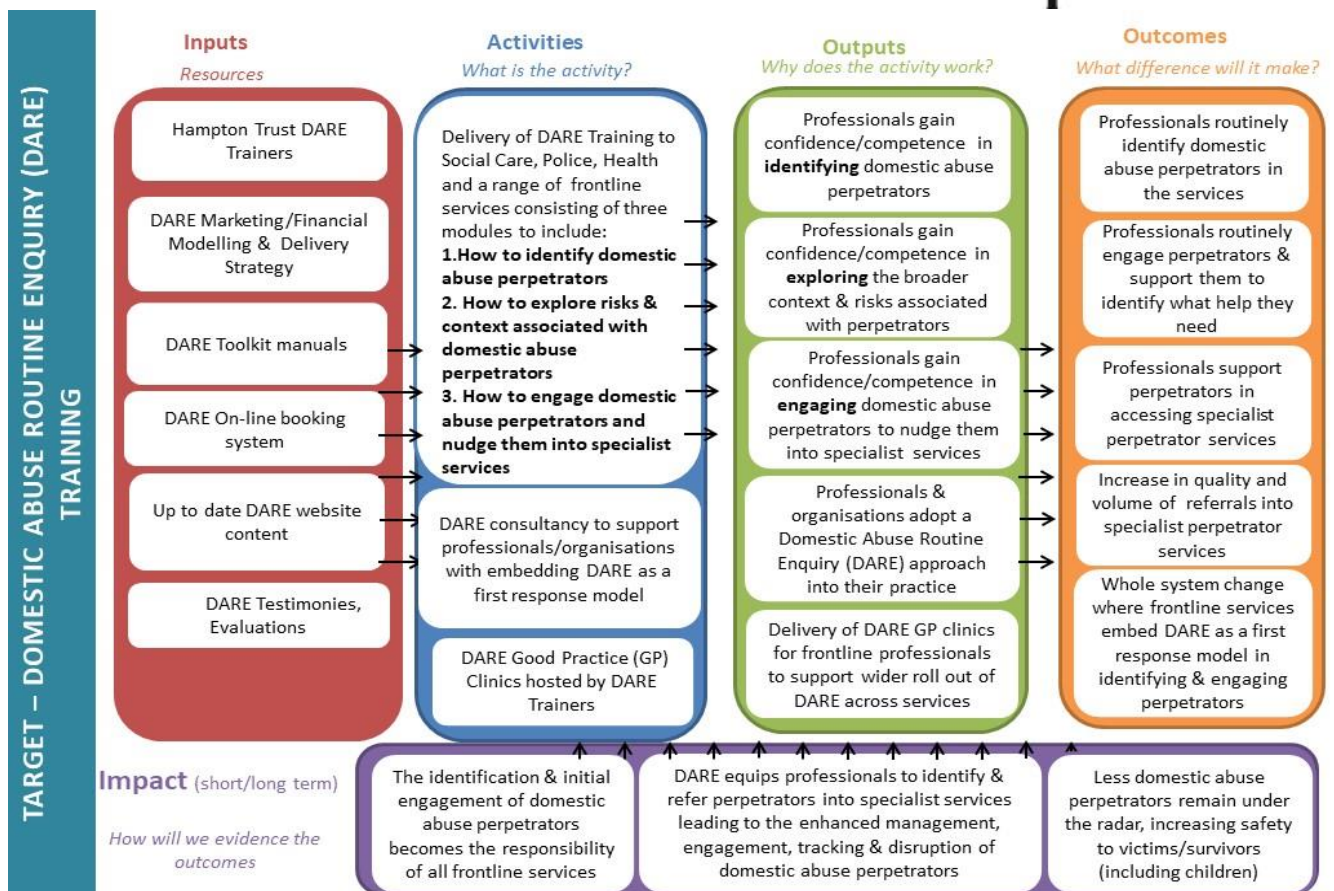 TARGET – DOMESTIC ABUSE ROUTINE ENQUIRY (DARE)
TRAINING
Inputs
Resources
Hampton Trust DARE
Trainers
DARE Marketing/Financial
Modelling & Delivery
Strategy
DARE Toolkit manuals
DARE On-line booking
system
Up to date DARE website
content
DARE Testimonies,
Evaluations
Activities
What is the activity?
Delivery of DARE Training to
Social Care, Police, Health
and a range of frontline
services consisting of three
modules to include:
1.How to identify domestic
abuse perpetrators
2. How to explore risks &
context associated with
domestic abuse
perpetrators
3. How to engage domestic
abuse perpetrators and
nudge them into specialist
services
DARE consultancy to support
professionals/organisations
with embedding DARE as a
first response model
DARE Good Practice (GP)
Clinics hosted by DARE
Trainers
Outputs
Why does the activity work?
Professionals gain
confidence/competence in
identifying domestic abuse
perpetrators
Professionals gain
confidence/competence in
exploring the broader
context & risks associated
with perpetrators
Professionals gain
confidence/competence in
engaging domestic abuse
perpetrators to nudge them
into specialist services
Professionals &
organisations adopt a
Domestic Abuse Routine
Enquiry (DARE) approach
into their practice
Delivery of DARE GP clinics
for frontline professionals
to support wider roll out of
DARE across services
Outcomes
What difference will it make?
Professionals routinely
identify domestic
abuse perpetrators in
the services
Professionals routinely
engage perpetrators &
support them to
identify what help they
need
Professionals support
perpetrators in
accessing specialist
perpetrator services
Increase in quality and
volume of referrals into
specialist perpetrator
services
Whole system change
where frontline services
embed DARE as a first
response model in
identifying & engaging
perpetrators
Impact (short/long term)
How will we evidence the
outcomes
The identification & initial
engagement of domestic
abuse perpetrators
becomes the responsibility
of all frontline services
DARE equips professionals to identify &
refer perpetrators into specialist services
leading to the enhanced management,
engagement, tracking & disruption of
domestic abuse perpetrators
Less domestic abuse
perpetrators remain under
the radar, increasing safety
to victims/survivors
(including children)